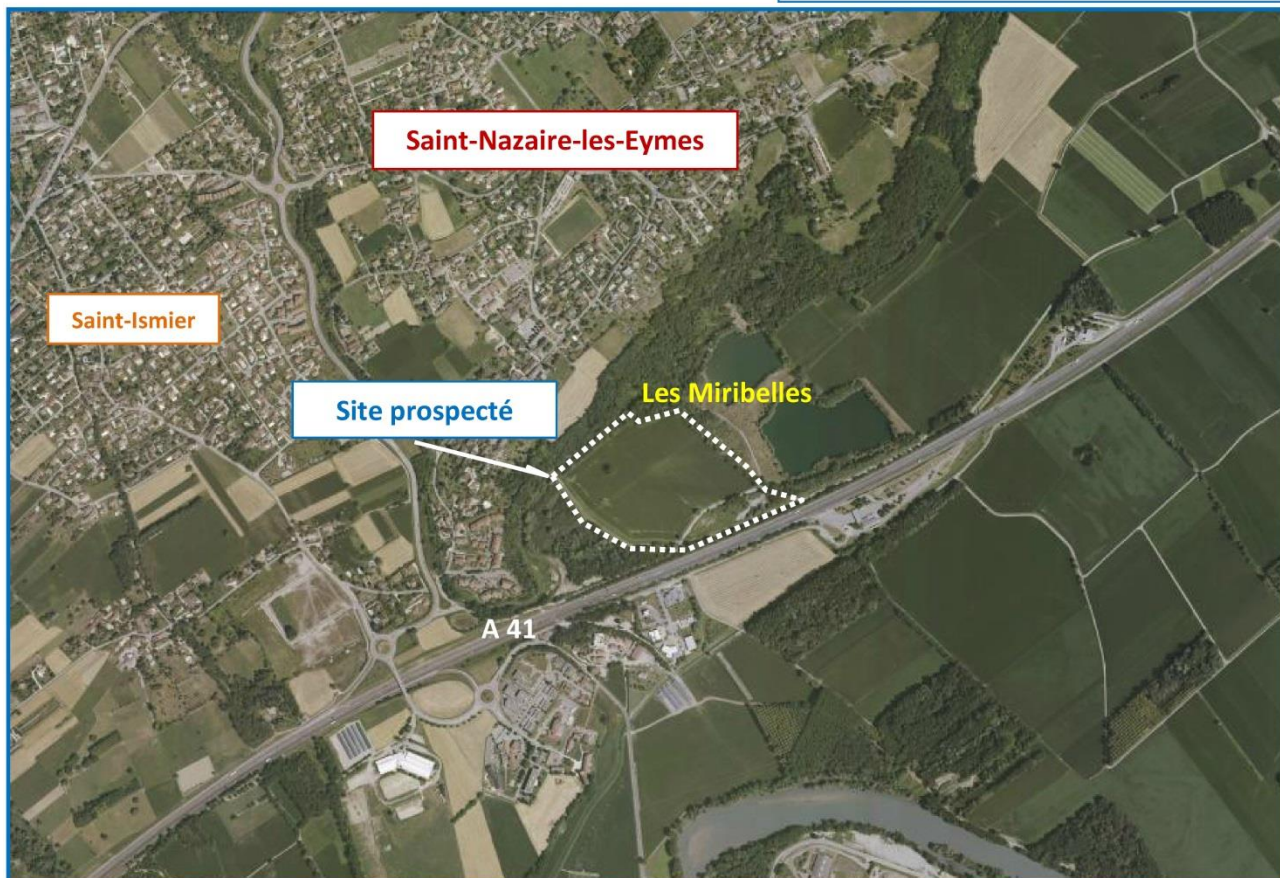 Saint-Nazaire-les-Eymes
Saint-Ismier
Les Miribelles
Site prospecté
A 41